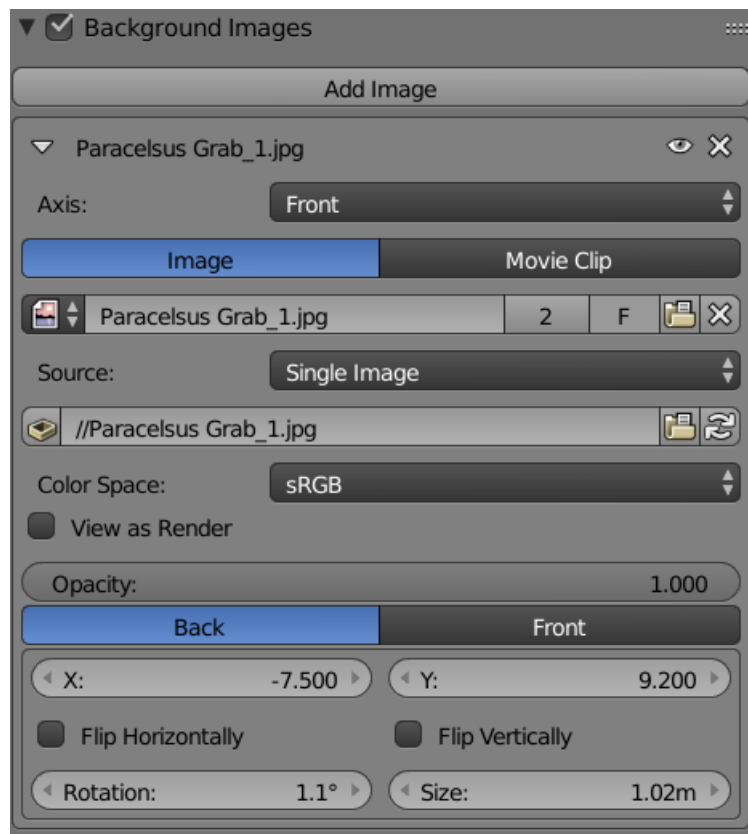 Background Images
Add Image
Paracelsus Grab_1.jpg
Axis: Front
Image Movie Clip
Paracelsus Grab_1.jpg 2 F
Source: Single Image
//Paracelsus Grab_1.jpg
Color Space: sRGB
View as Render
Opacity: 1.000
Back Front
X: -7.500 Y: 9.200
Flip Horizontally Flip Vertically
Rotation: 1.1° Size: 1.02m